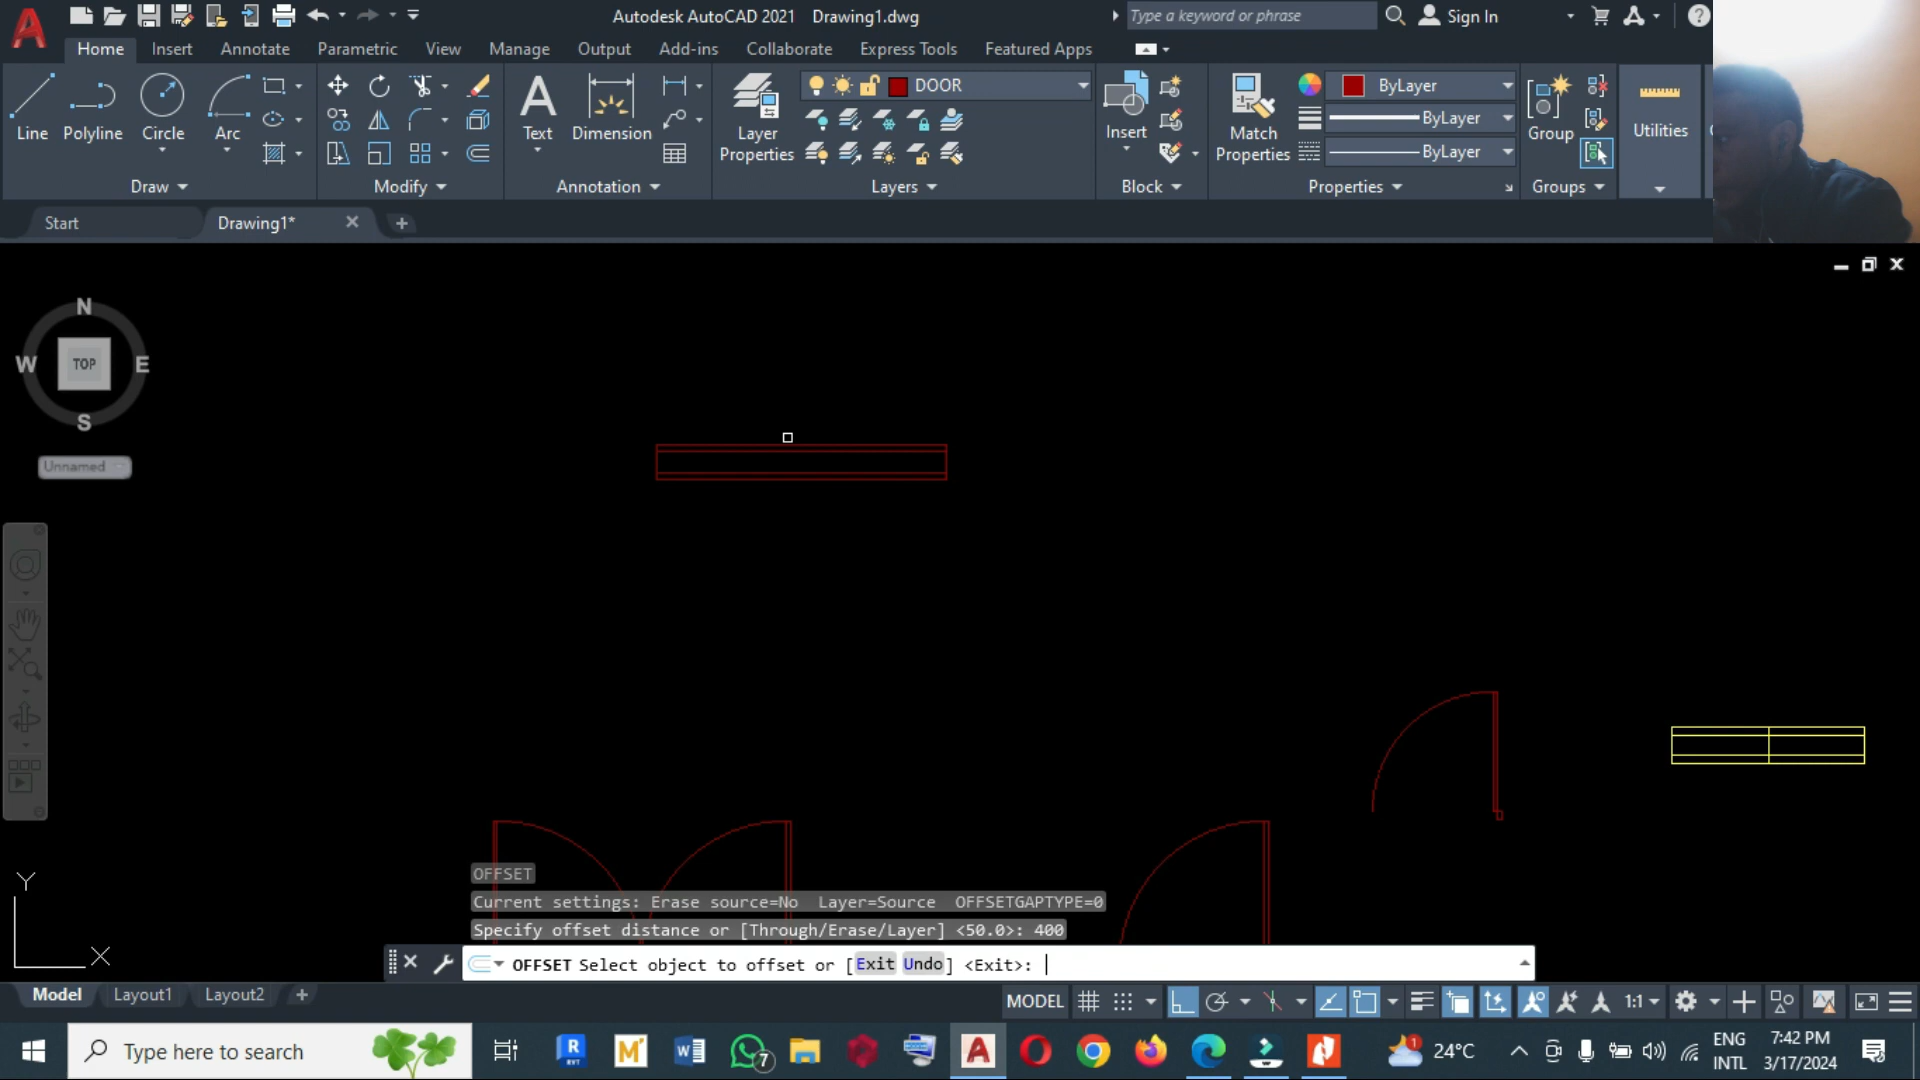 Autodesk AutoCAD 2021 Drawing1.dwg
Type a keyword or phrase
Sign In
Home Insert Annotate Parametric View Manage Output Add-ins Collaborate Express Tools Featured Apps
DOOR
ByLayer
ByLayer
ByLayer
Line Polyline Circle Arc
Text Dimension
Layer Properties
Insert
Match Properties
Group
Utilities
Draw Modify Annotation Layers Block Properties Groups
Start Drawing1*
N
W TOP E
S
Unnamed
Y
X
OFFSET
Current settings: Erase source=No Layer=Source OFFSETGAPTYPE=0
Specify offset distance or [Through/Erase/Layer] <50.0>: 400
OFFSET Select object to offset or [Exit Undo] <Exit>:
Model Layout1 Layout2
MODEL 1:1
Type here to search
7
24°C
ENG
INTL
7:42 PM
3/17/2024